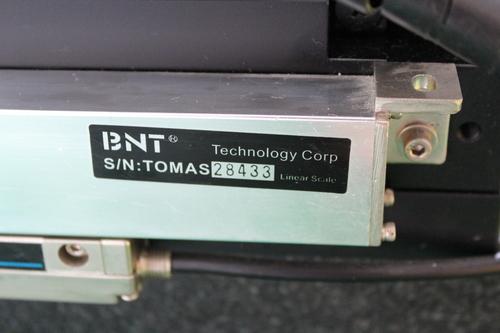 BNT® Technology Corp
S/N:TOMAS28433 Linear Scale